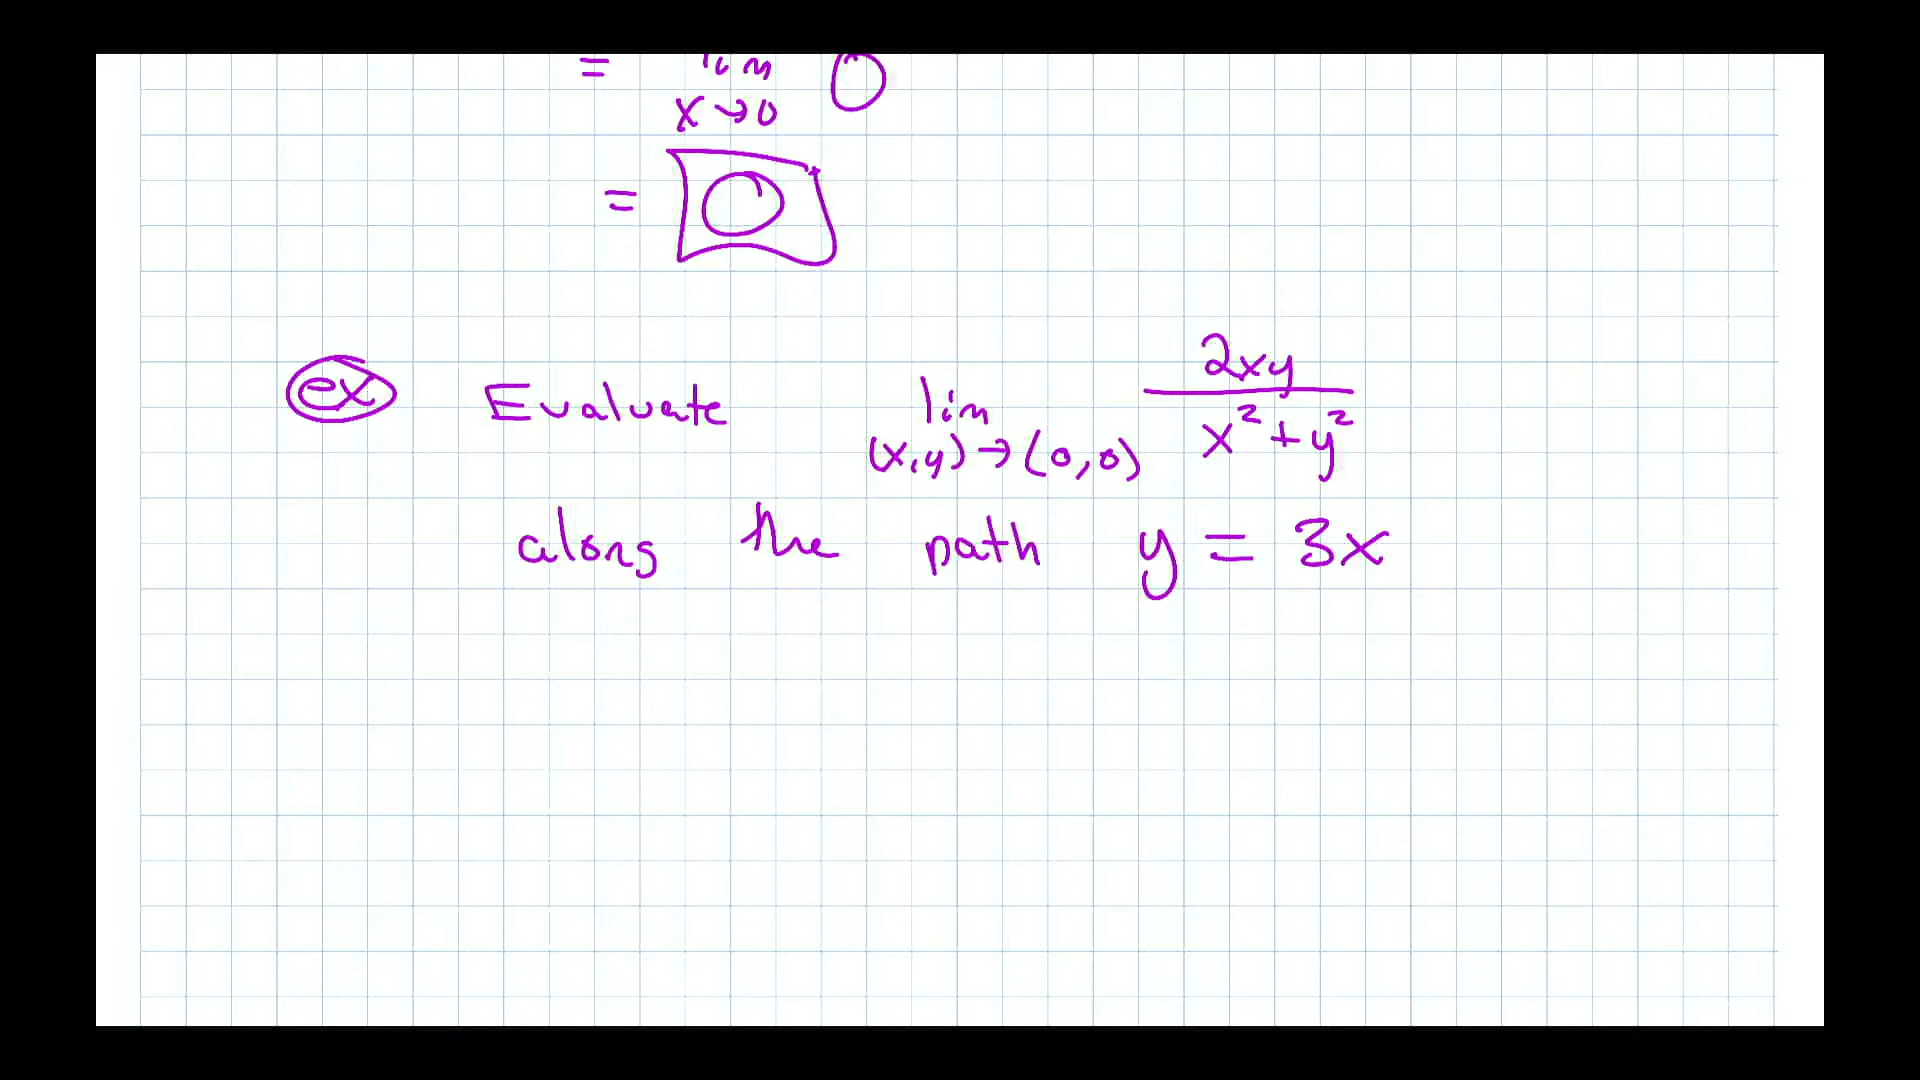 = lim 0
x→0
= 0
ex Evaluate lim 2xy / x²+y²
(x,y)→(0,0)
along the path y = 3x